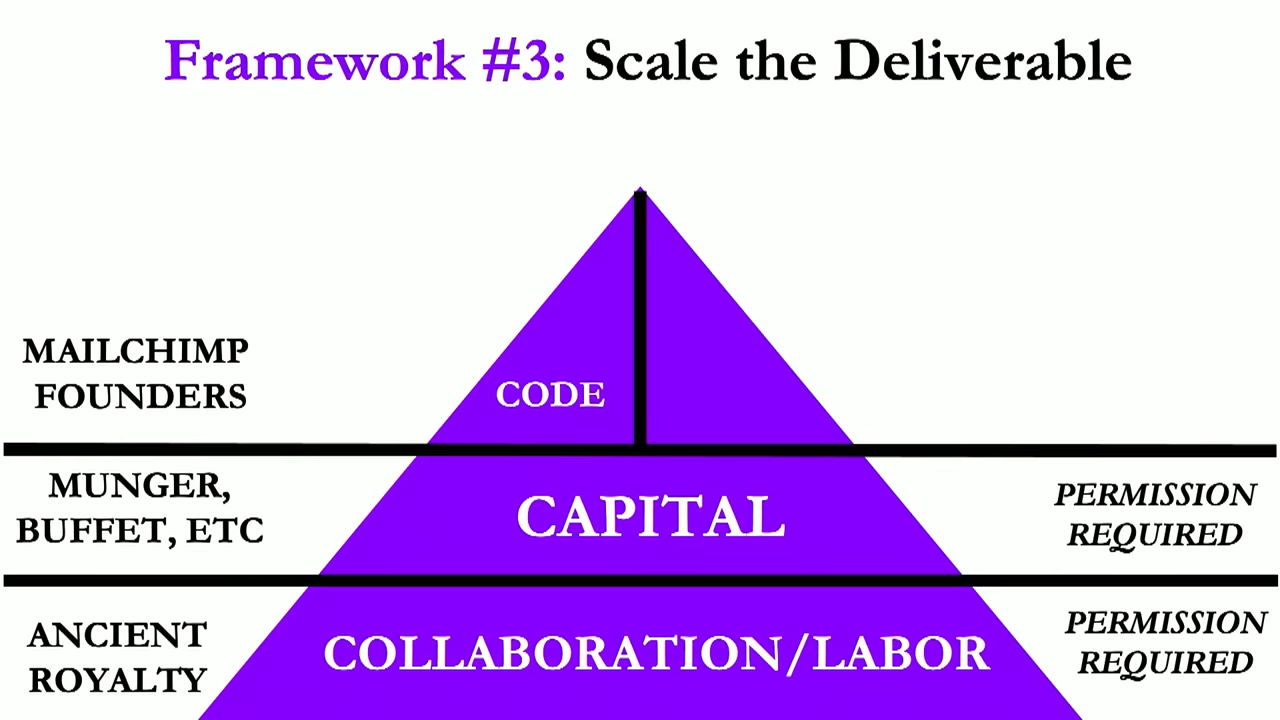 Framework #3: Scale the Deliverable
MAILCHIMP
FOUNDERS
CODE
MUNGER,
BUFFET, ETC
CAPITAL
PERMISSION
REQUIRED
ANCIENT
ROYALTY
COLLABORATION/LABOR
PERMISSION
REQUIRED